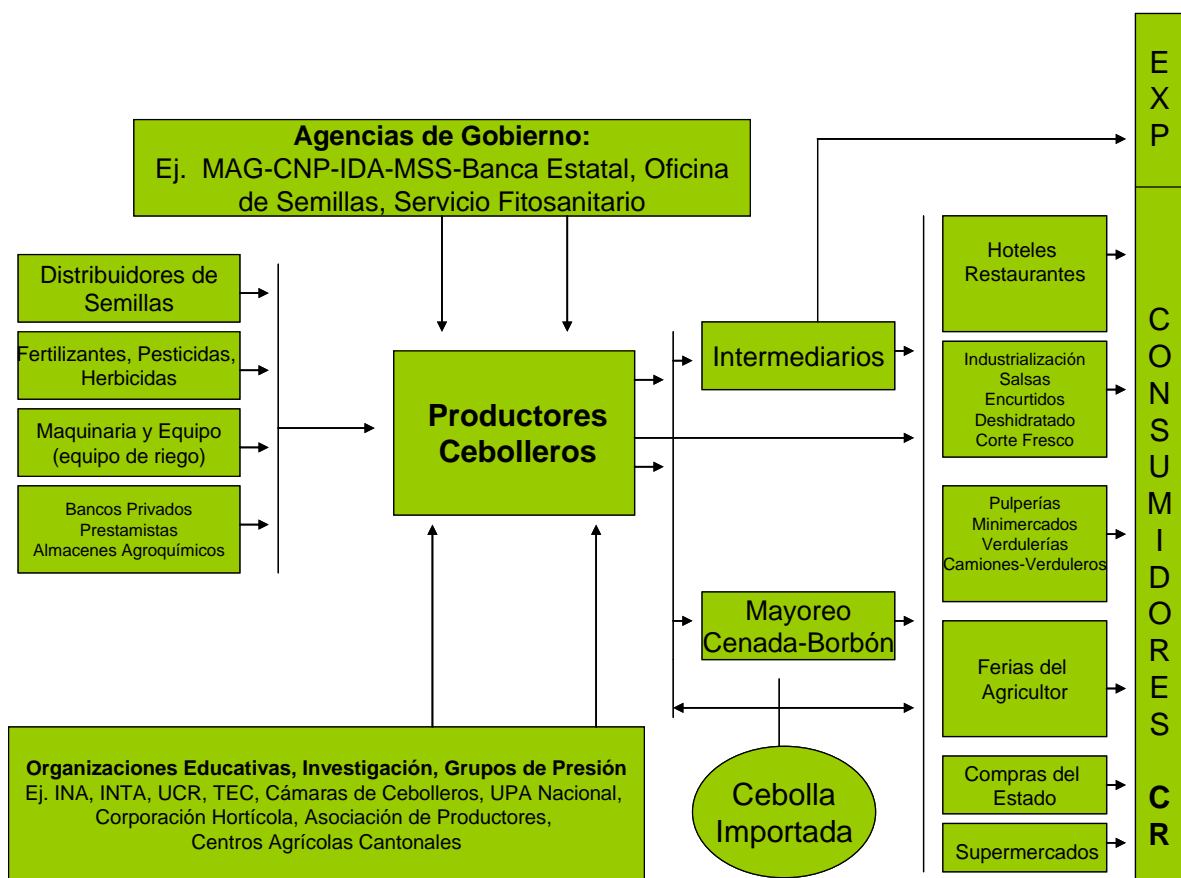 Agencias de Gobierno:
Ej.  MAG-CNP-IDA-MSS-Banca Estatal, Oficina
de Semillas, Servicio Fitosanitario
Distribuidores de
Semillas
Fertilizantes, Pesticidas,
Herbicidas
Maquinaria y Equipo
(equipo de riego)
Bancos Privados
Prestamistas
Almacenes Agroquímicos
Productores
Cebolleros
Organizaciones Educativas, Investigación, Grupos de Presión
Ej. INA, INTA, UCR, TEC, Cámaras de Cebolleros, UPA Nacional,
Corporación Hortícola, Asociación de Productores,
Centros Agrícolas Cantonales
Intermediarios
Mayoreo
Cenada-Borbón
Cebolla
Importada
Hoteles
Restaurantes
Industrialización
Salsas
Encurtidos
Deshidratado
Corte Fresco
Pulperías
Minimercados
Verdulerías
Camiones-Verduleros
Ferias del
Agricultor
Compras del
Estado
Supermercados
EXP
CONSUMIDORES CR